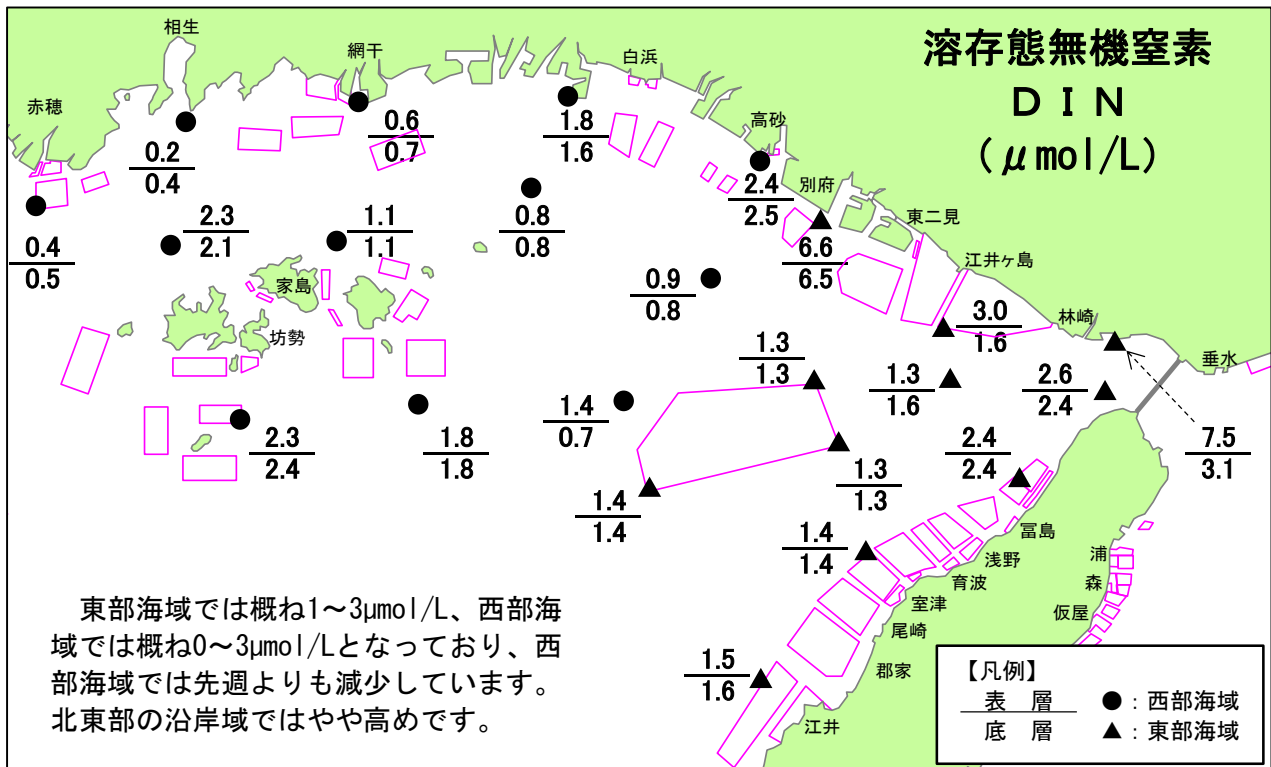 溶存態無機窒素
ＤＩＮ
(μmol/L)
相生
網干
白浜
赤穂
高砂
別府
東二見
江井ヶ島
林崎
垂水
家島
坊勢
0.2
0.4
0.6
0.7
1.8
1.6
2.4
2.5
0.4
0.5
2.3
2.1
1.1
1.1
0.8
0.8
6.6
6.5
0.9
0.8
3.0
1.6
1.3
1.3
1.3
1.6
2.6
2.4
7.5
3.1
2.3
2.4
1.8
1.8
1.4
0.7
1.3
1.3
2.4
2.4
1.4
1.4
1.4
1.4
1.5
1.6
冨島
浅野
育波
室津
尾崎
郡家
江井
浦
森
仮屋
東部海域では概ね1～3μmol/L、西部海
域では概ね0～3μmol/Lとなっており、西
部海域では先週よりも減少しています。
北東部の沿岸域ではやや高めです。
【凡例】
表 層 ●：西部海域
底 層 ▲：東部海域